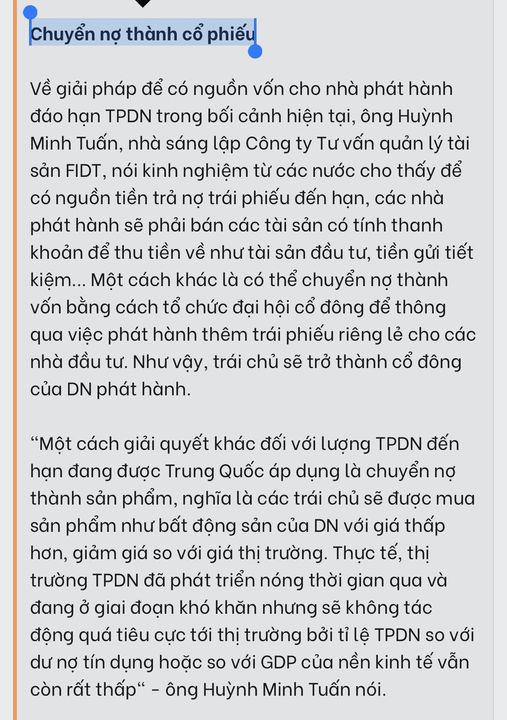 Chuyển nợ thành cổ phiếu
Về giải pháp để có nguồn vốn cho nhà phát hành
đáo hạn TPDN trong bối cảnh hiện tại, ông Huỳnh
Minh Tuấn, nhà sáng lập Công ty Tư vấn quản lý tài
sản FIDT, nói kinh nghiệm từ các nước cho thấy để
có nguồn tiền trả nợ trái phiếu đến hạn, các nhà
phát hành sẽ phải bán các tài sản có tính thanh
khoản để thu tiền về như tài sản đầu tư, tiền gửi tiết
kiệm... Một cách khác là có thể chuyển nợ thành
vốn bằng cách tổ chức đại hội cổ đông để thông
qua việc phát hành thêm trái phiếu riêng lẻ cho các
nhà đầu tư. Như vậy, trái chủ sẽ trở thành cổ đông
của DN phát hành.
“Một cách giải quyết khác đối với lượng TPDN đến
hạn đang được Trung Quốc áp dụng là chuyển nợ
thành sản phẩm, nghĩa là các trái chủ sẽ được mua
sản phẩm như bất động sản của DN với giá thấp
hơn, giảm giá so với giá thị trường. Thực tế, thị
trường TPDN đã phát triển nóng thời gian qua và
đang ở giai đoạn khó khăn nhưng sẽ không tác
động quá tiêu cực tới thị trường bởi tỉ lệ TPDN so với
dư nợ tín dụng hoặc so với GDP của nền kinh tế vẫn
còn rất thấp“ - ông Huỳnh Minh Tuấn nói.